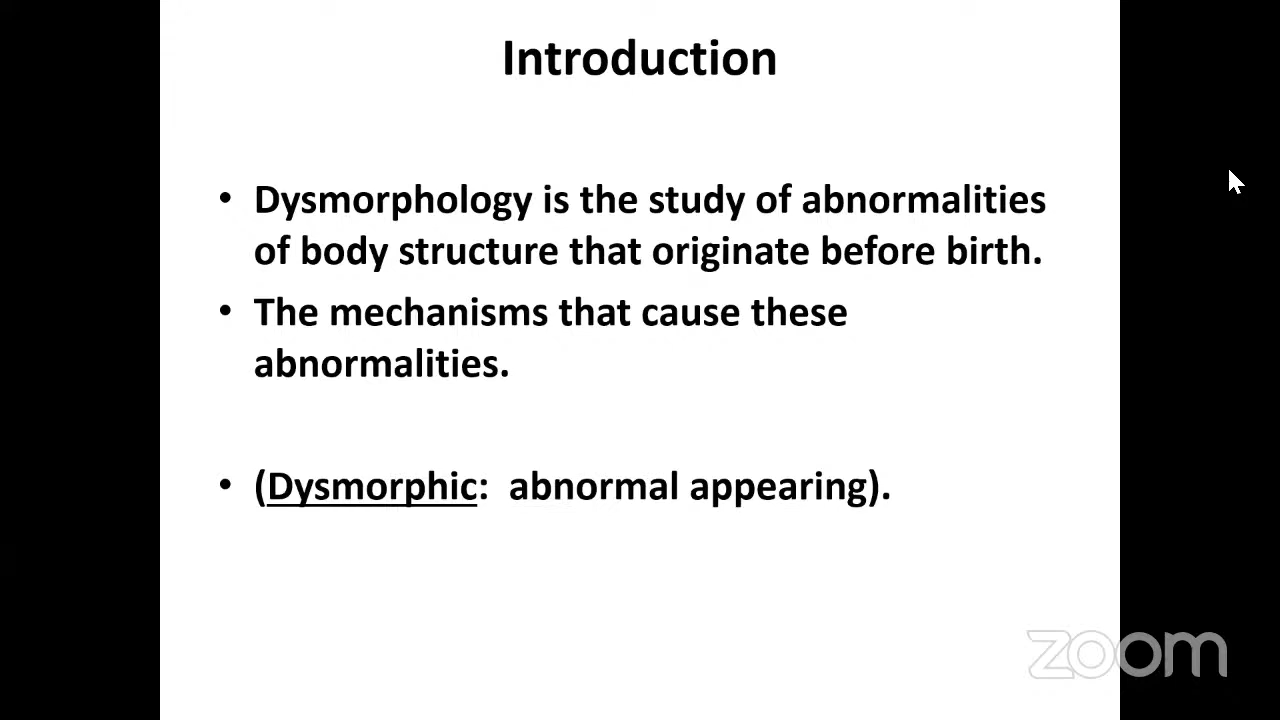 Introduction
• Dysmorphology is the study of abnormalities
of body structure that originate before birth.
• The mechanisms that cause these
abnormalities.
• (Dysmorphic:  abnormal appearing).
zoom